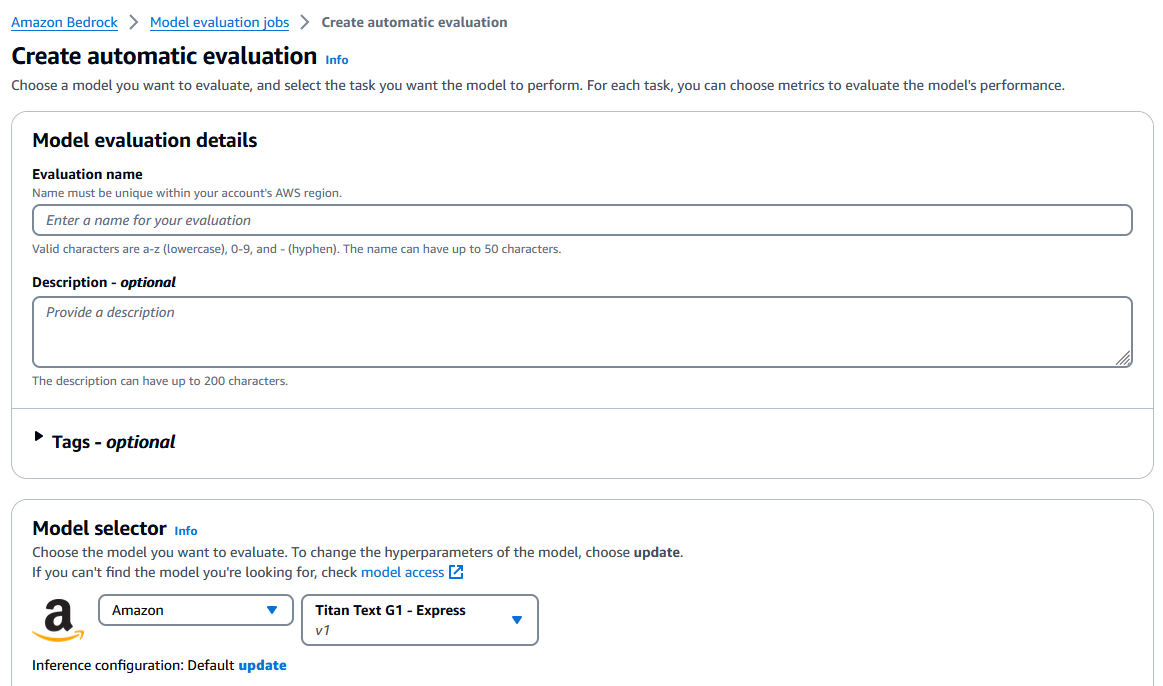 Amazon Bedrock > Model evaluation jobs > Create automatic evaluation
Create automatic evaluation Info
Choose a model you want to evaluate, and select the task you want the model to perform. For each task, you can choose metrics to evaluate the model's performance.
Model evaluation details
Evaluation name
Name must be unique within your account's AWS region.
Enter a name for your evaluation
Valid characters are a-z (lowercase), 0-9, and - (hyphen). The name can have up to 50 characters.
Description - optional
Provide a description
The description can have up to 200 characters.
Tags - optional
Model selector Info
Choose the model you want to evaluate. To change the hyperparameters of the model, choose update.
If you can't find the model you're looking for, check model access
a
Amazon
Titan Text G1 - Express
v1
Inference configuration: Default update